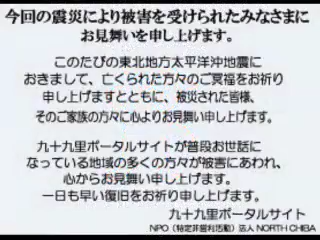 今回の震災により被害を受けられたみなさまに
お見舞いを申し上げます。
このたびの東北地方太平洋沖地震に
おきまして、亡くられた方々のご冥福をお祈り
申し上げますとともに、被災された皆様、
そのご家族の方々に心よりお見舞い申し上げます。
九十九里ポータルサイトが普段お世話に
なっている地域の多くの方々が被害にあわれ、
心からお見舞い申し上げます。
一日も早い復旧をお祈り申し上げます。
九十九里ポータルサイト
NPO(特定非営利活動)法人 NORTH CHIBA